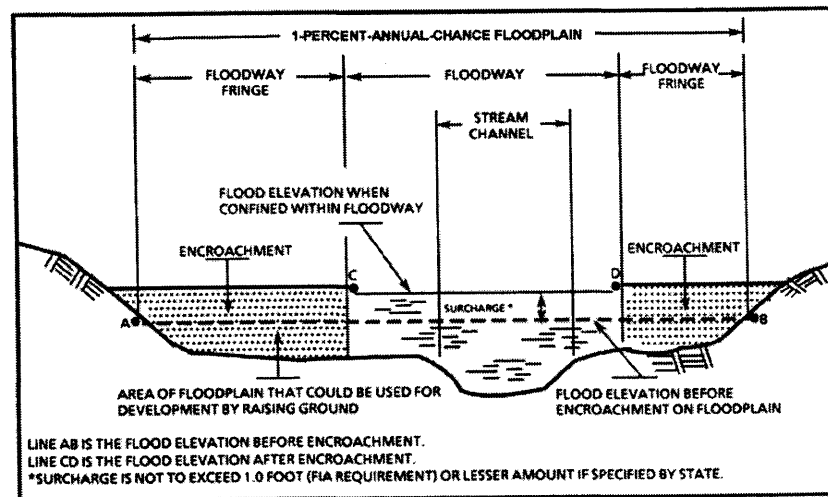 1-PERCENT-ANNUAL-CHANCE FLOODPLAIN
FLOODWAY
FRINGE
FLOODWAY
FLOODWAY
FRINGE
STREAM
CHANNEL
FLOOD ELEVATION WHEN
CONFINED WITHIN FLOODWAY
ENCROACHMENT
ENCROACHMENT
C
D
SURCHARGE*
A
B
AREA OF FLOODPLAIN THAT COULD BE USED FOR
DEVELOPMENT BY RAISING GROUND
FLOOD ELEVATION BEFORE
ENCROACHMENT ON FLOODPLAIN
LINE AB IS THE FLOOD ELEVATION BEFORE ENCROACHMENT.
LINE CD IS THE FLOOD ELEVATION AFTER ENCROACHMENT.
*SURCHARGE IS NOT TO EXCEED 1.0 FOOT (FIA REQUIREMENT) OR LESSER AMOUNT IF SPECIFIED BY STATE.